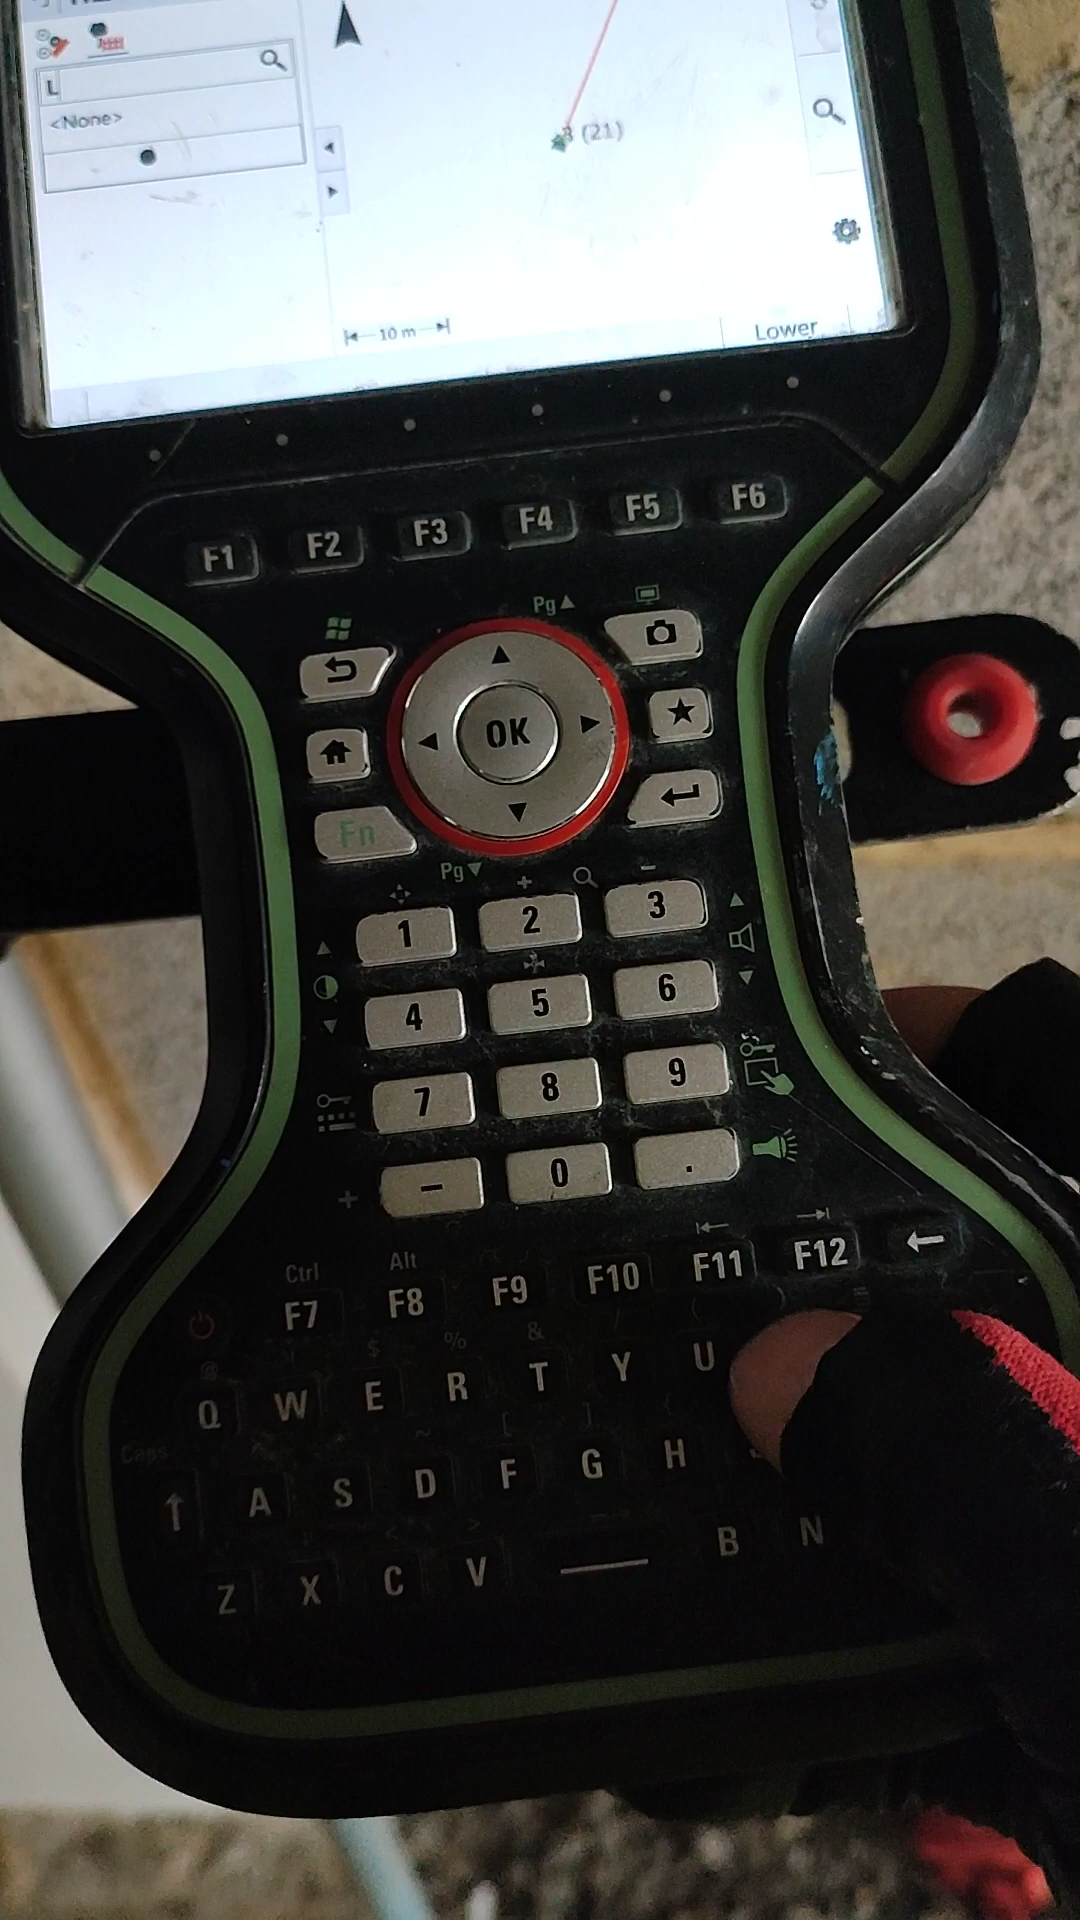 L
<None>
3 (21)
10 m
Lower
F1 F2 F3 F4 F5 F6
Pg
OK
Fn
Pg
+ -
1 2 3
4 5 6
7 8 9
+ - 0 .
Ctrl Alt
F7 F8 F9 F10 F11 F12
@ $ % & /
Q W E R T Y U
Caps ~ [ ] {
A S D F G H
< >
Z X C V B N